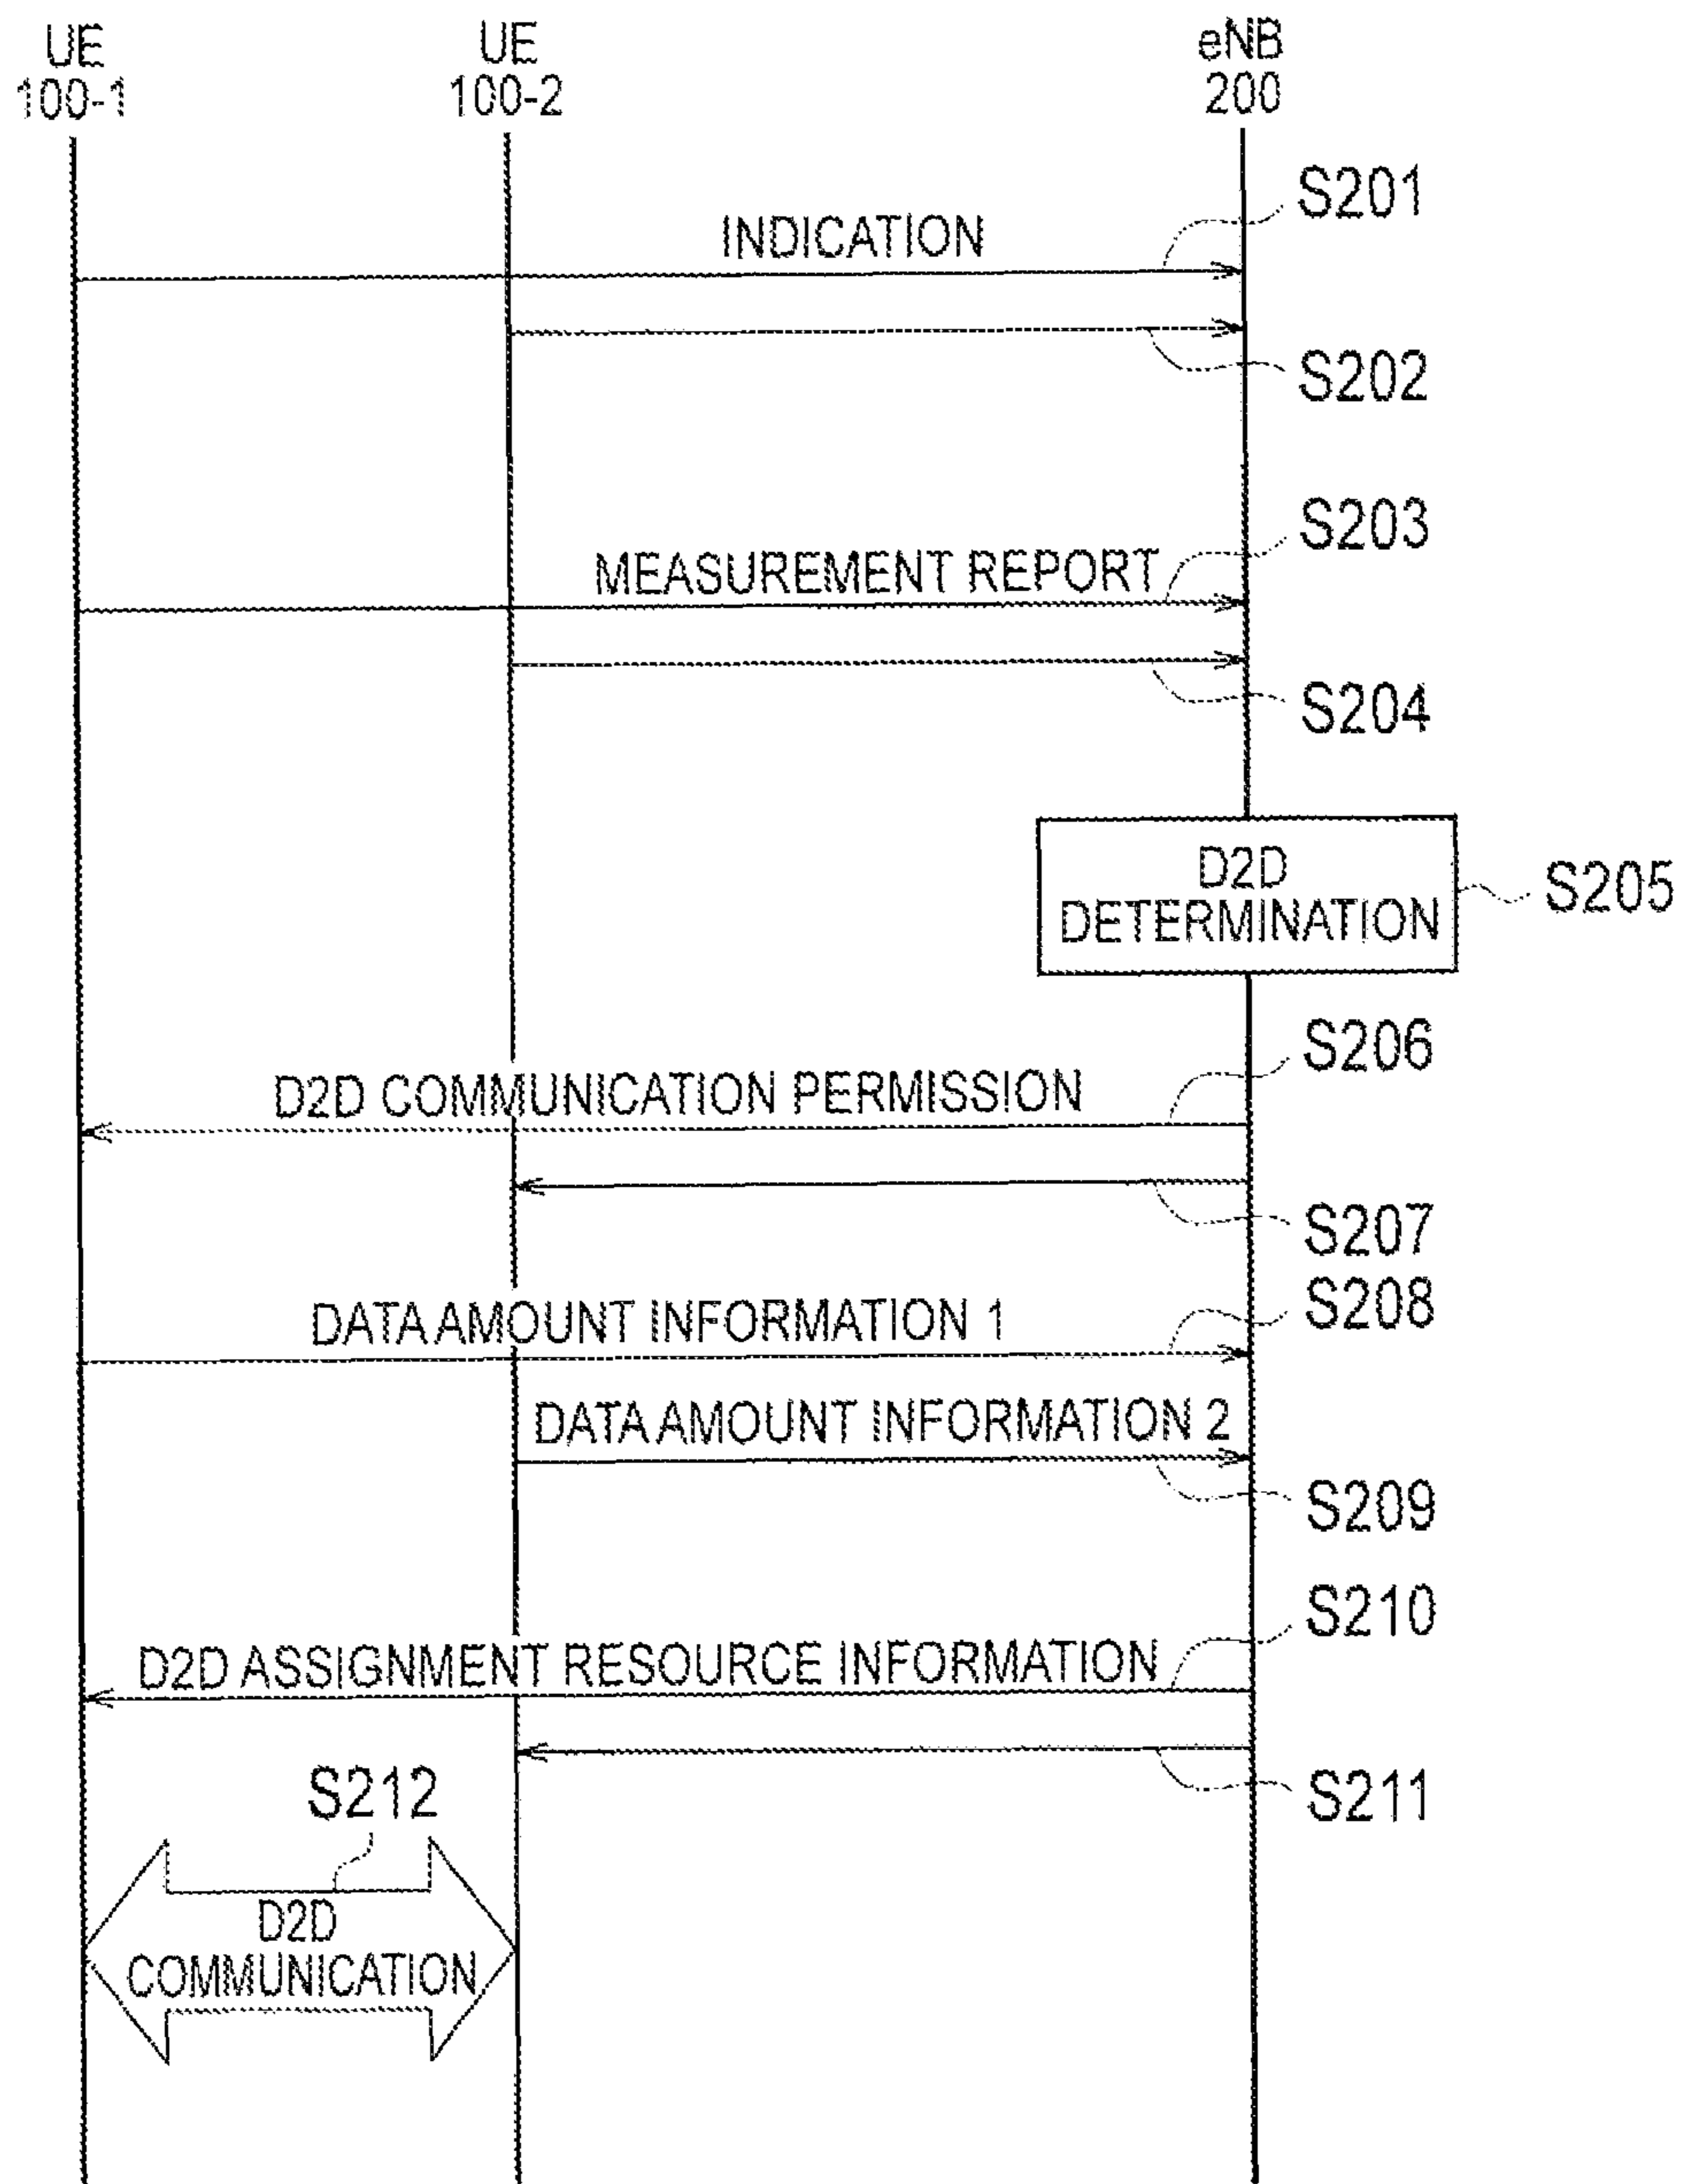 UE
100-1
UE
100-2
eNB
200
S201
INDICATION
S202
S203
MEASUREMENT REPORT
S204
D2D
DETERMINATION
S205
S206
D2D COMMUNICATION PERMISSION
S207
S208
DATA AMOUNT INFORMATION 1
DATA AMOUNT INFORMATION 2
S209
S210
D2D ASSIGNMENT RESOURCE INFORMATION
S211
S212
D2D
COMMUNICATION